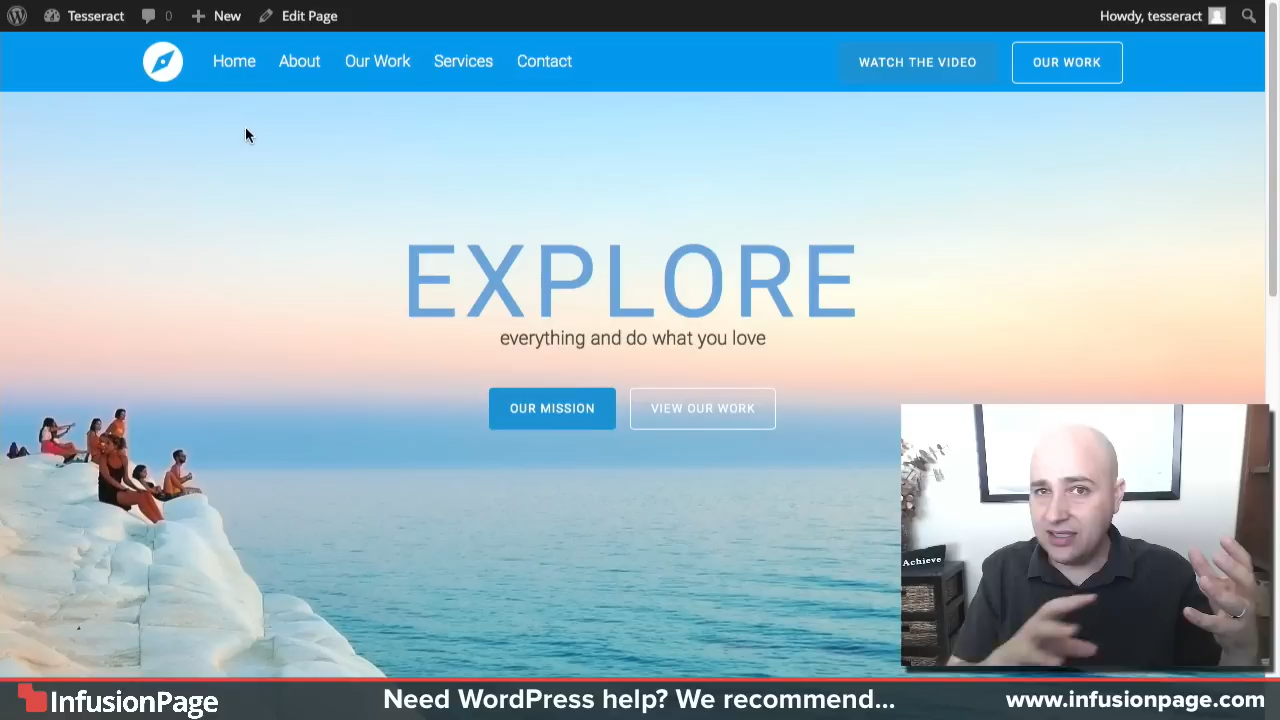 Tesseract 0 New Edit Page Howdy, tesseract
Home About Our Work Services Contact WATCH THE VIDEO OUR WORK
EXPLORE
everything and do what you love
OUR MISSION VIEW OUR WORK
Achieve
InfusionPage Need WordPress help? We recommend... www.infusionpage.com